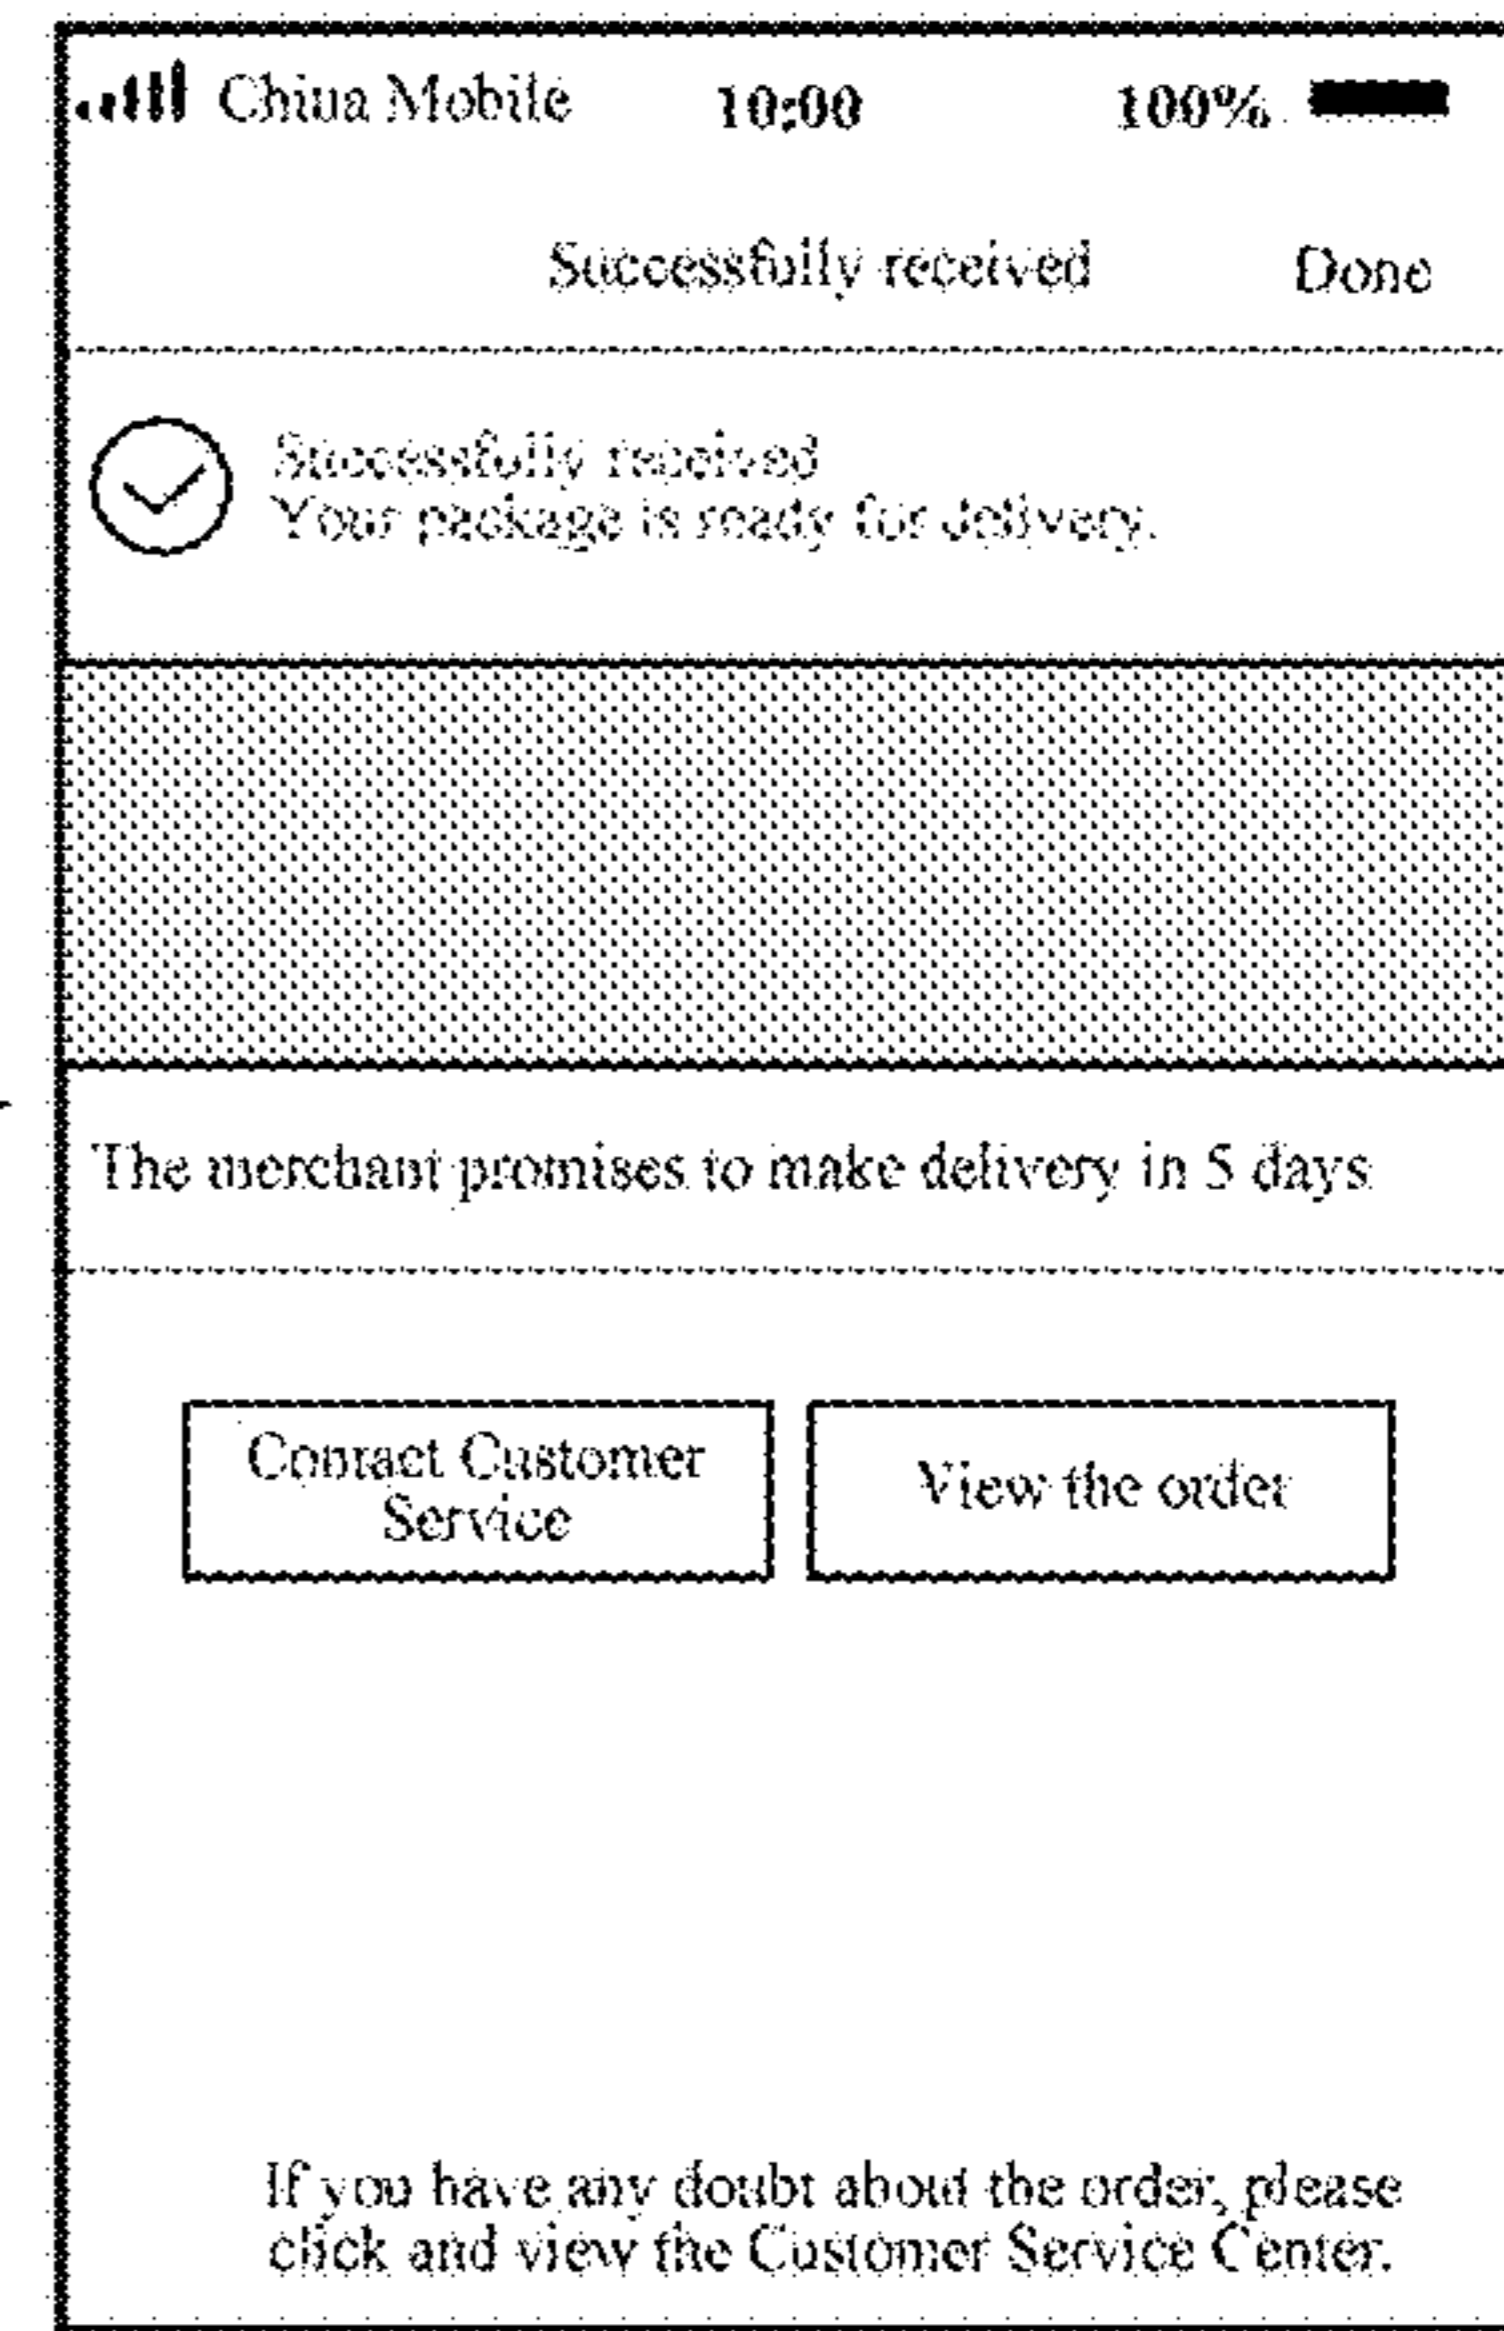 China Mobile 10:00 100%
Successfully received Done
Successfully received
Your package is ready for delivery.
The merchant promises to make delivery in 5 days
Contact Customer
Service
View the order
If you have any doubt about the order, please
click and view the Customer Service Center.